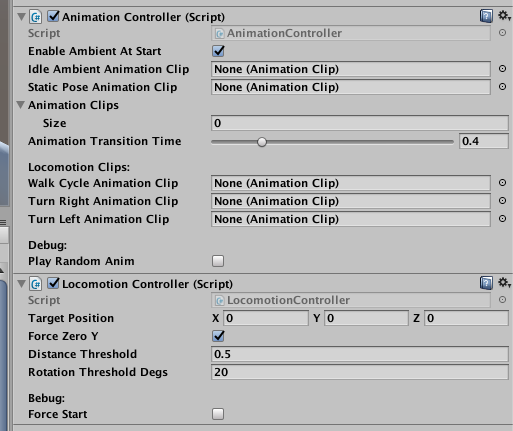 Animation Controller (Script)
Script AnimationController
Enable Ambient At Start
Idle Ambient Animation Clip None (Animation Clip)
Static Pose Animation Clip None (Animation Clip)
Animation Clips
Size 0
Animation Transition Time 0.4
Locomotion Clips:
Walk Cycle Animation Clip None (Animation Clip)
Turn Right Animation Clip None (Animation Clip)
Turn Left Animation Clip None (Animation Clip)
Debug:
Play Random Anim
Locomotion Controller (Script)
Script LocomotionController
Target Position X 0 Y 0 Z 0
Force Zero Y
Distance Threshold 0.5
Rotation Threshold Degs 20
Bebug:
Force Start